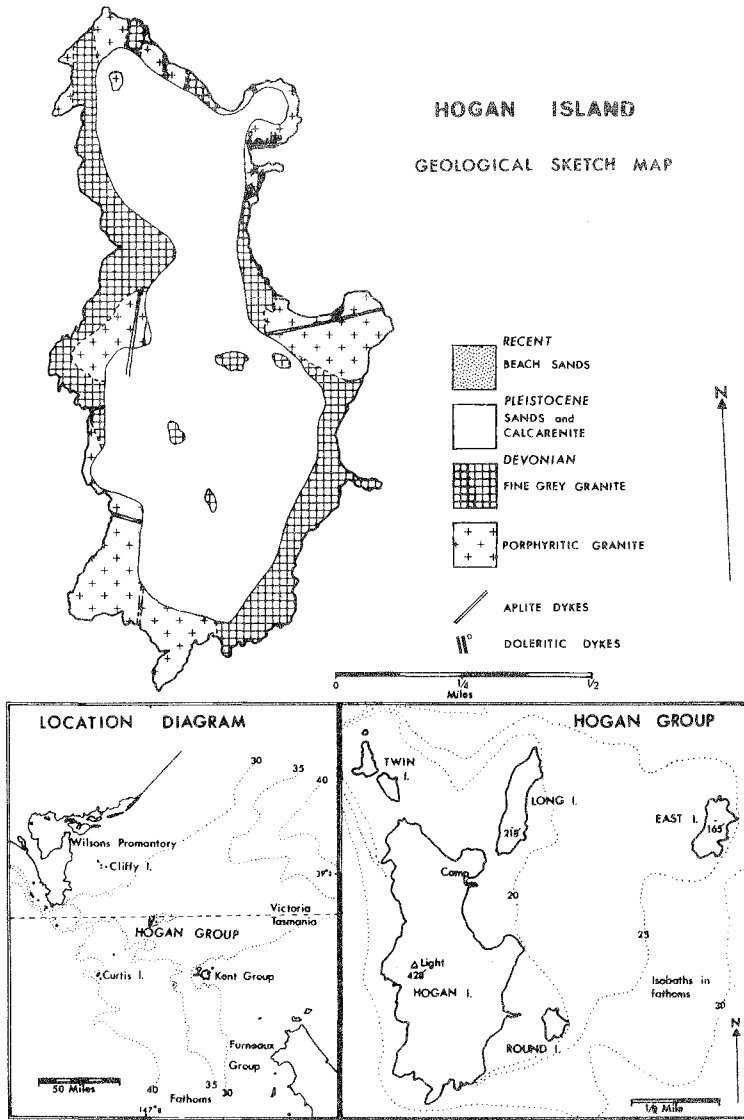 HOGAN ISLAND
GEOLOGICAL SKETCH MAP
RECENT
BEACH SANDS
PLEISTOCENE
SANDS and
CALCARENITE
DEVONIAN
FINE GREY GRANITE
PORPHYRITIC GRANITE
APLITE DYKES
D
DOLERITIC DYKES
N
0 1/4 1/2
Miles
LOCATION DIAGRAM
30
35
40
Wilsons Promontory
Cliffy I.
39°S
Victoria
Tasmania
HOGAN GROUP
Curtis I.
Kent Group
Furneaux
Group
50 Miles
40
35
30
Fathoms
147°E
HOGAN GROUP
TWIN
I.
LONG I.
218
EAST I.
165
Camp
20
25
Light
428
HOGAN I.
Isobaths in
fathoms
30
ROUND I.
N
1/2 Mile